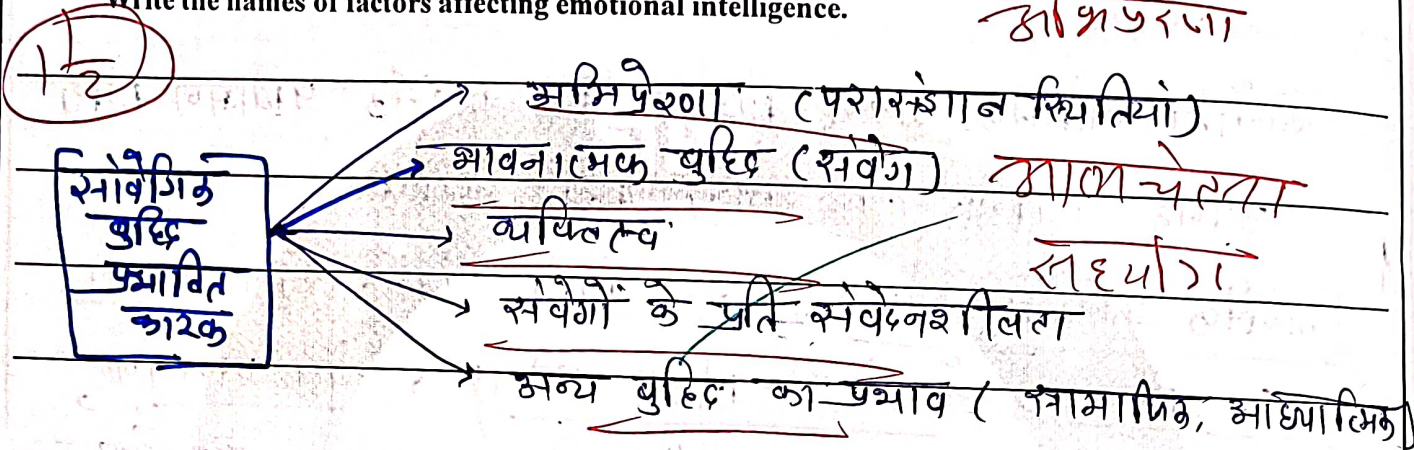 Write the names of factors affecting emotional intelligence.
अभिप्रेरणा
1 1/2
अभिप्रेरणा (परासंज्ञान स्थितियां)
भावनात्मक बुद्धि (संवेग)
आत्म चेतना
सांवेगिक
बुद्धि
प्रभावित
कारक
व्यक्तित्व
सहयोग
संवेगों के प्रति संवेदनशीलता
अन्य बुद्धि का प्रभाव (सामाजिक, आध्यात्मिक)